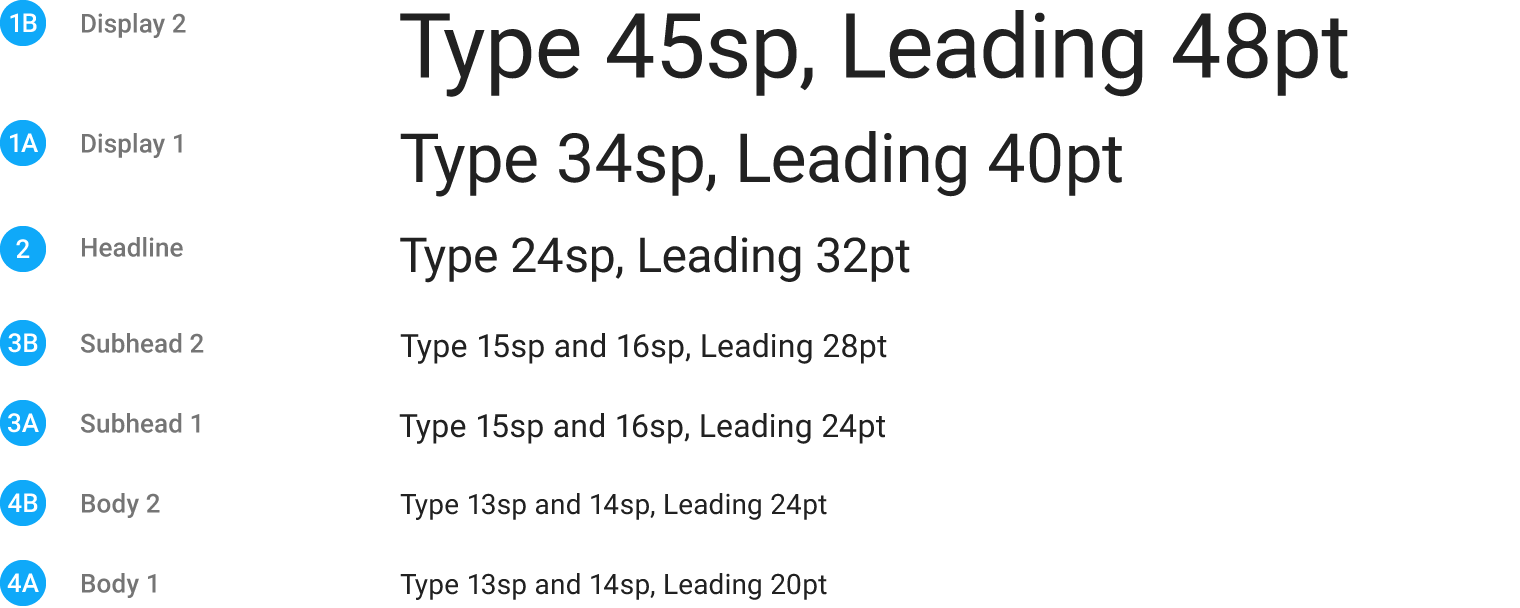 1B Display 2 Type 45sp, Leading 48pt
1A Display 1 Type 34sp, Leading 40pt
2 Headline Type 24sp, Leading 32pt
3B Subhead 2 Type 15sp and 16sp, Leading 28pt
3A Subhead 1 Type 15sp and 16sp, Leading 24pt
4B Body 2 Type 13sp and 14sp, Leading 24pt
4A Body 1 Type 13sp and 14sp, Leading 20pt